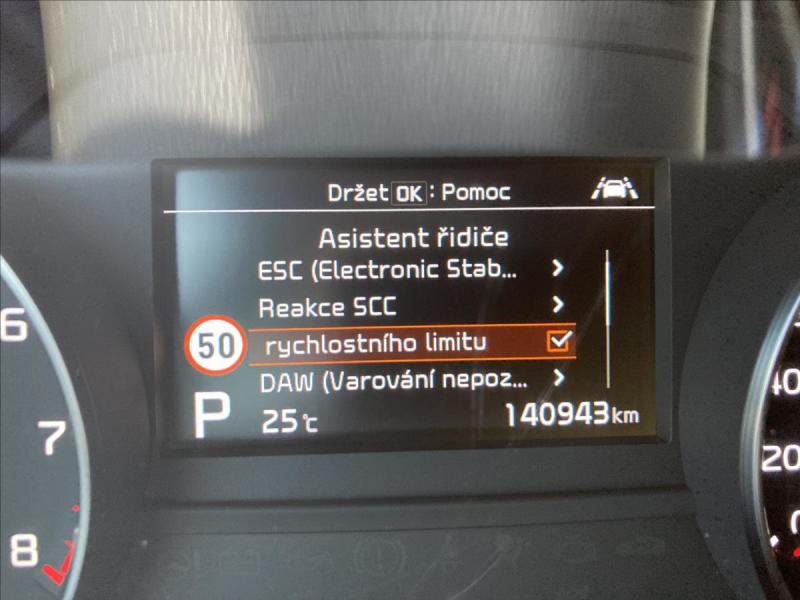 Držet OK: Pomoc
Asistent řidiče
ESC (Electronic Stab...
Reakce SCC
50 rychlostního limitu
DAW (Varování nepoz...
P 25℃ 140943km
6
7
8
40
20
0